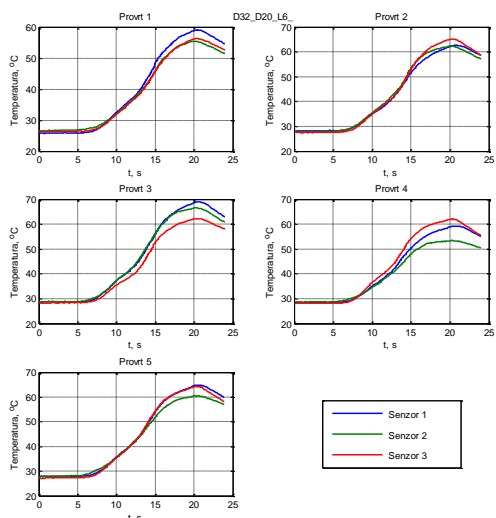 D32_D20_L6_
Provrt 1
Temperatura, °C
60
50
40
30
20
0 5 10 15 20 25
t, s
Provrt 2
Temperatura, °C
70
60
50
40
30
20
0 5 10 15 20 25
t, s
Provrt 3
Temperatura, °C
70
60
50
40
30
20
0 5 10 15 20 25
t, s
Provrt 4
Temperatura, °C
70
60
50
40
30
20
0 5 10 15 20 25
t, s
Provrt 5
Temperatura, °C
70
60
50
40
30
20
0 5 10 15 20 25
t, s
Senzor 1
Senzor 2
Senzor 3